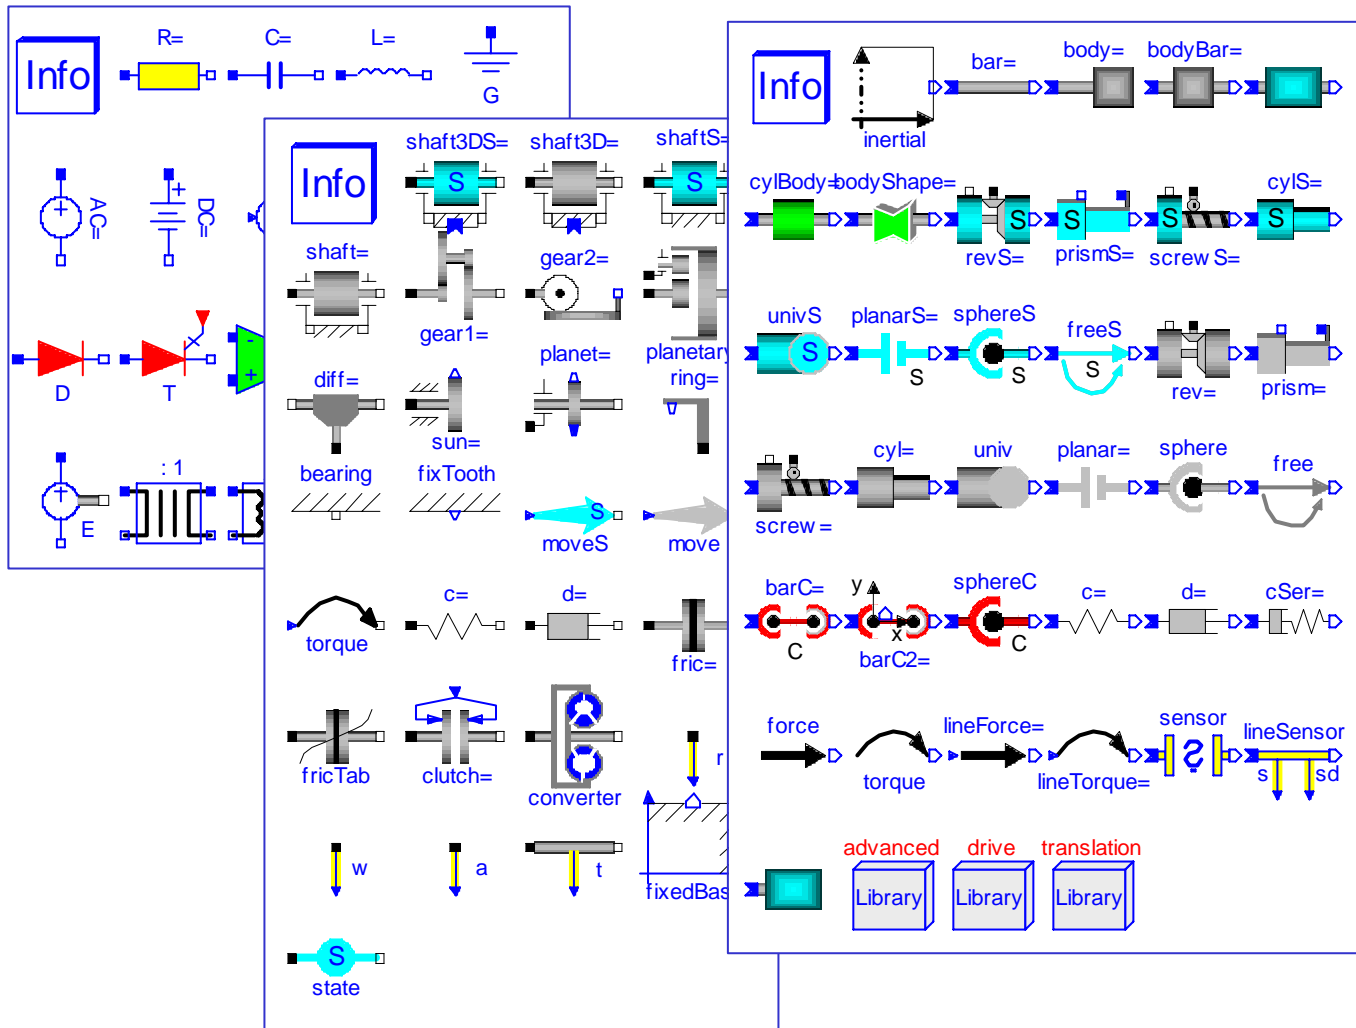 Info
R=
C=
L=
G
AC=
+
DC=
+
D
T
-
+
+
E
: 1
Info
shaft3DS=
shaft3D=
shaftS=
S
S
shaft=
gear1=
gear2=
planetary
diff=
sun=
planet=
ring=
bearing
fixTooth
S
moveS
move
torque
c=
d=
fric=
fricTab
clutch=
converter
r
w
a
t
fixedBas
S
state
Info
inertial
bar=
body=
bodyBar=
cylBody=
bodyShape=
S
revS=
S
prismS=
S
screw S=
cylS=
S
univS
S
planarS=
S
sphereS
S
freeS
S
rev=
prism=
screw =
cyl=
univ
planar=
sphere
free
barC=
C
y
x
barC2=
sphereC
C
c=
d=
cSer=
force
torque
lineForce=
lineTorque=
sensor
lineSensor
s
sd
advanced
Library
drive
Library
translation
Library